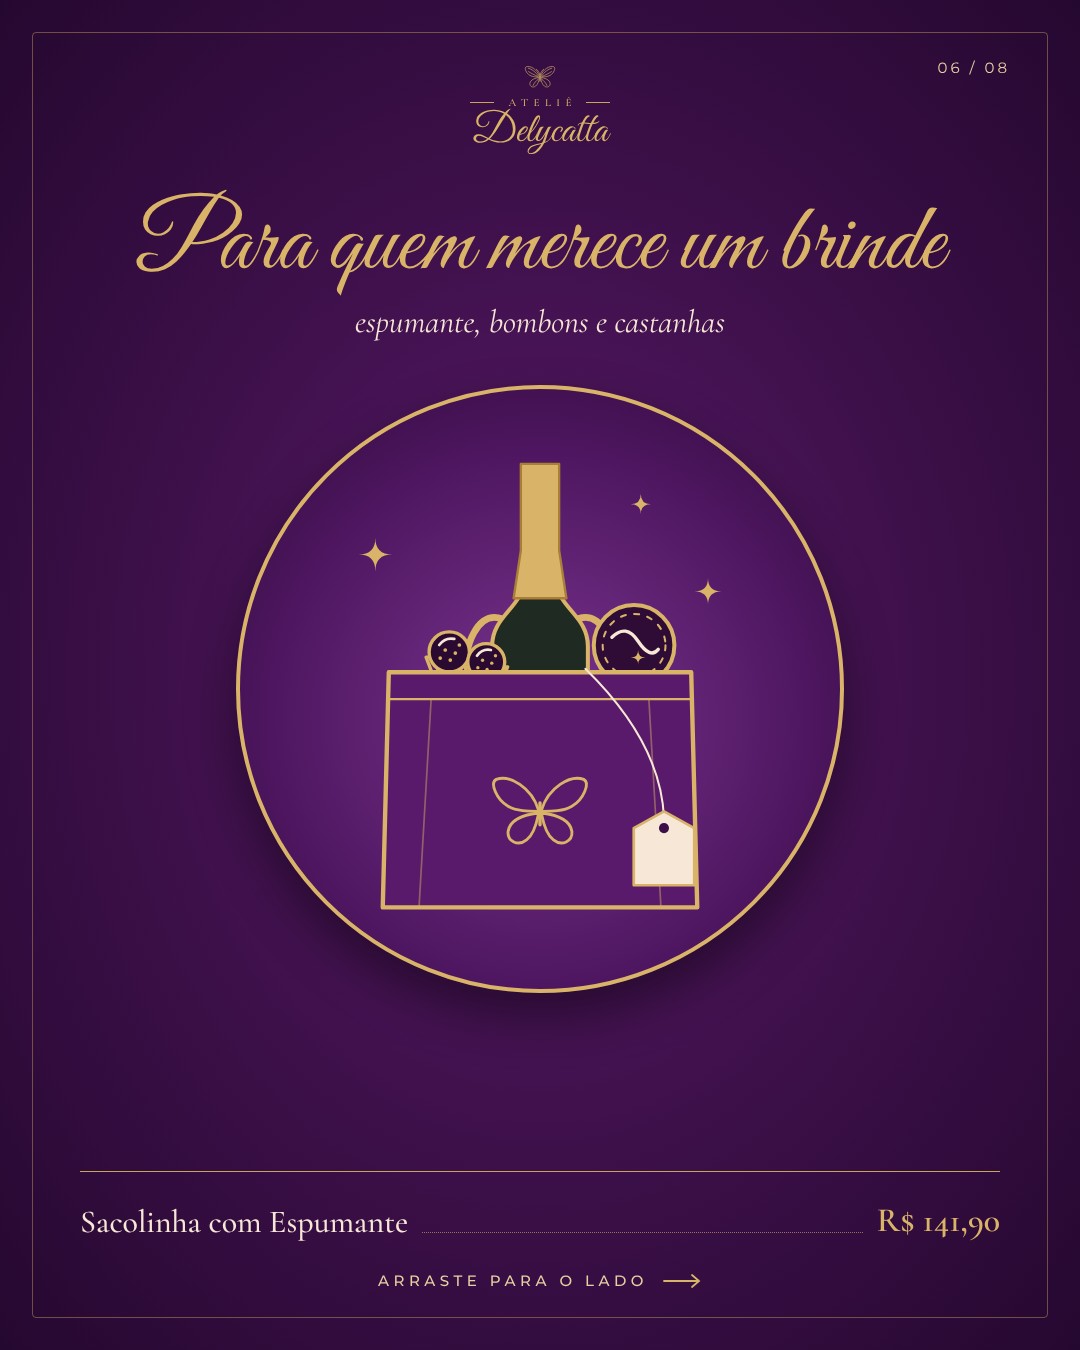 06 / 08
ATELIÊ
Delycatta
Para quem merece um brinde
espumante, bombons e castanhas
Sacolinha com Espumante R$ 141,90
ARRASTE PARA O LADO